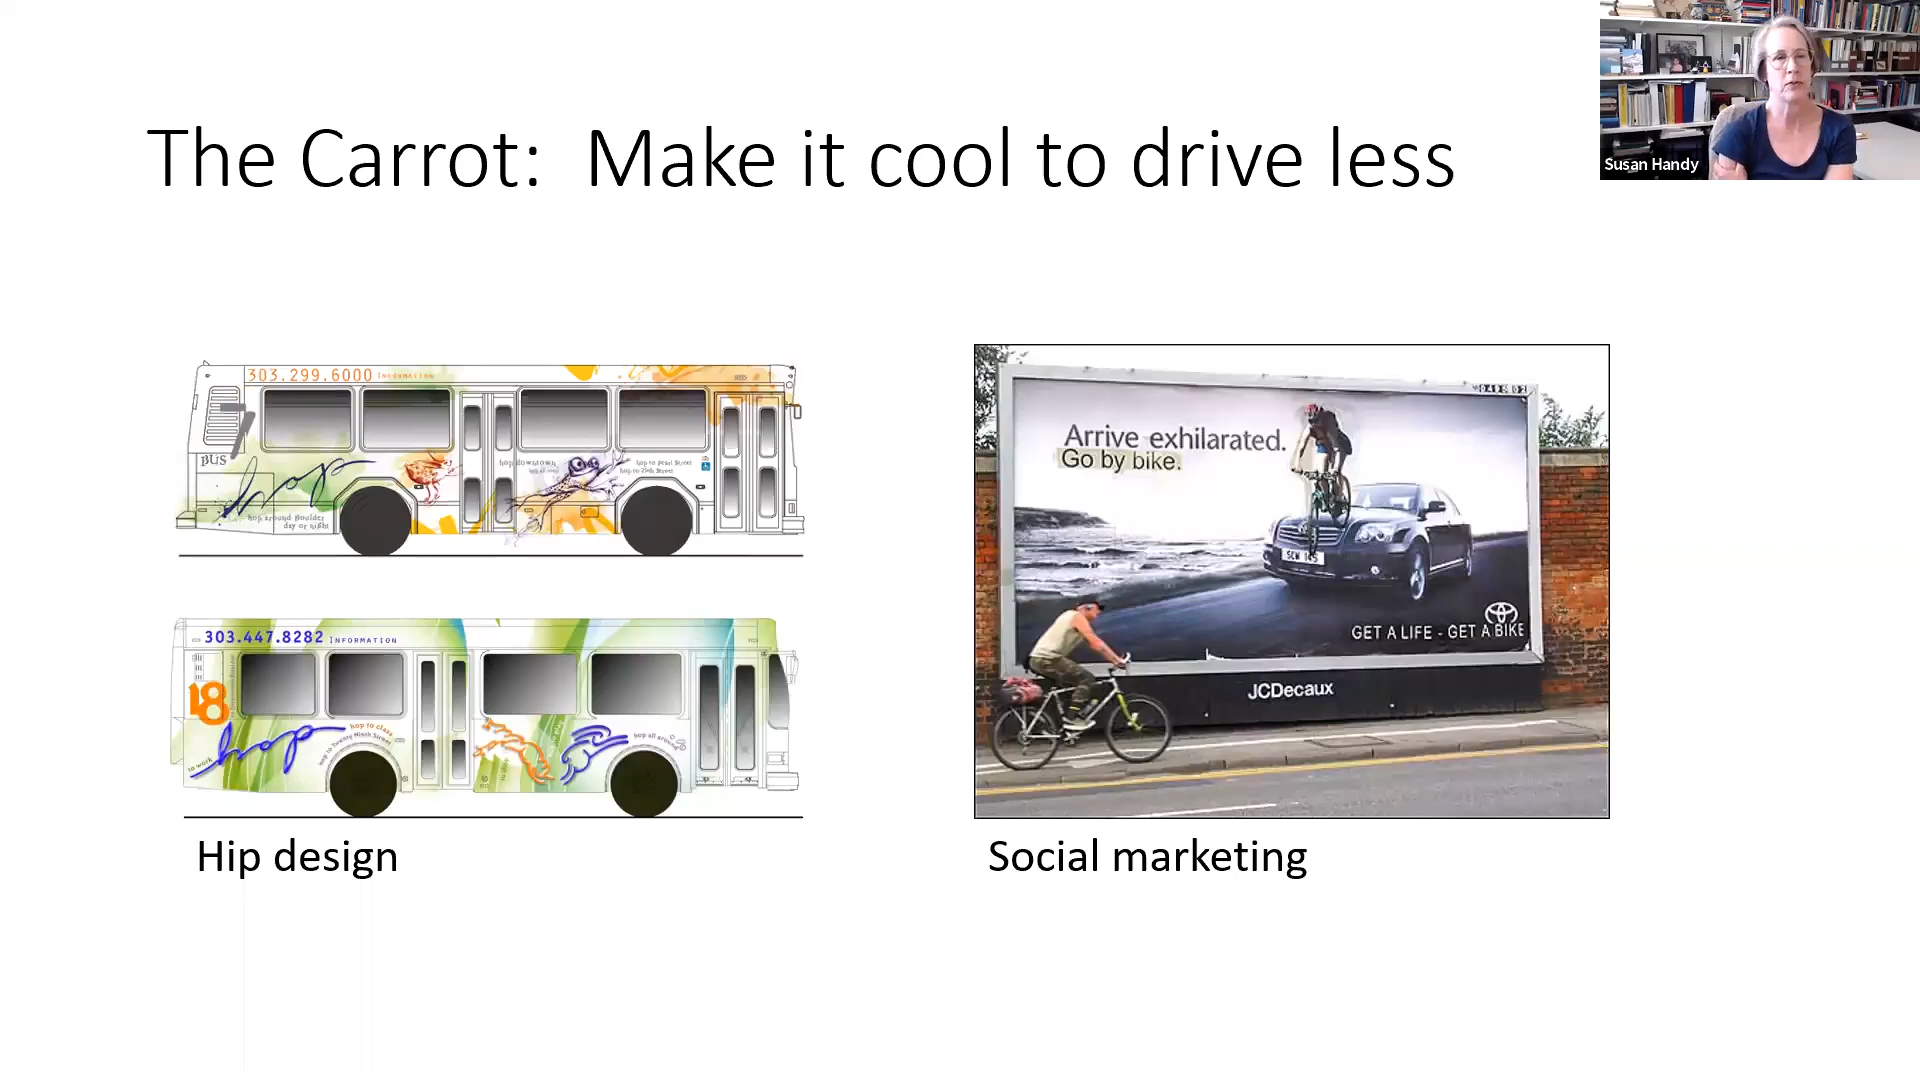 The Carrot:  Make it cool to drive less
Susan Handy
303.299.6000 INFORMATION
7
BUS
hop
hop around Boulder
day or night
hop downtown
hop to Pearl Street
hop to 29th Street
303.447.8282 INFORMATION
18
hop
to work
hop to class
hop to Twenty Ninth Street
hop all around
Hip design
Arrive exhilarated.
Go by bike.
GET A LIFE - GET A BIKE
JCDecaux
Social marketing